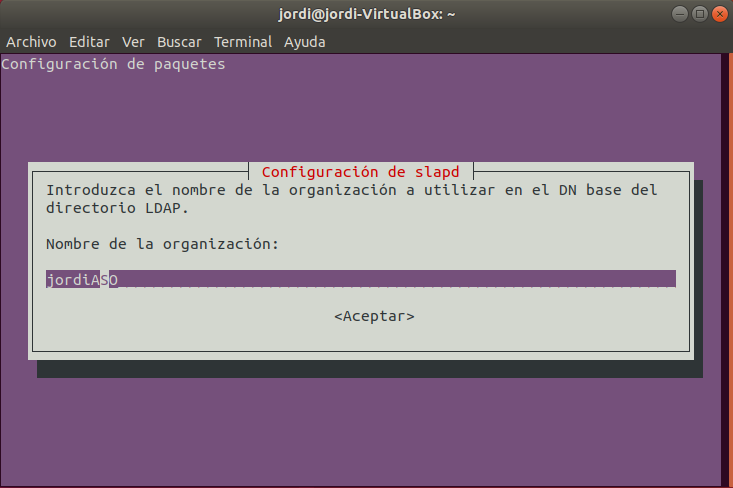 jordi@jordi-VirtualBox: ~
Archivo Editar Ver Buscar Terminal Ayuda
Configuración de paquetes
Configuración de slapd
Introduzca el nombre de la organización a utilizar en el DN base del
directorio LDAP.
Nombre de la organización:
jordiASO
<Aceptar>